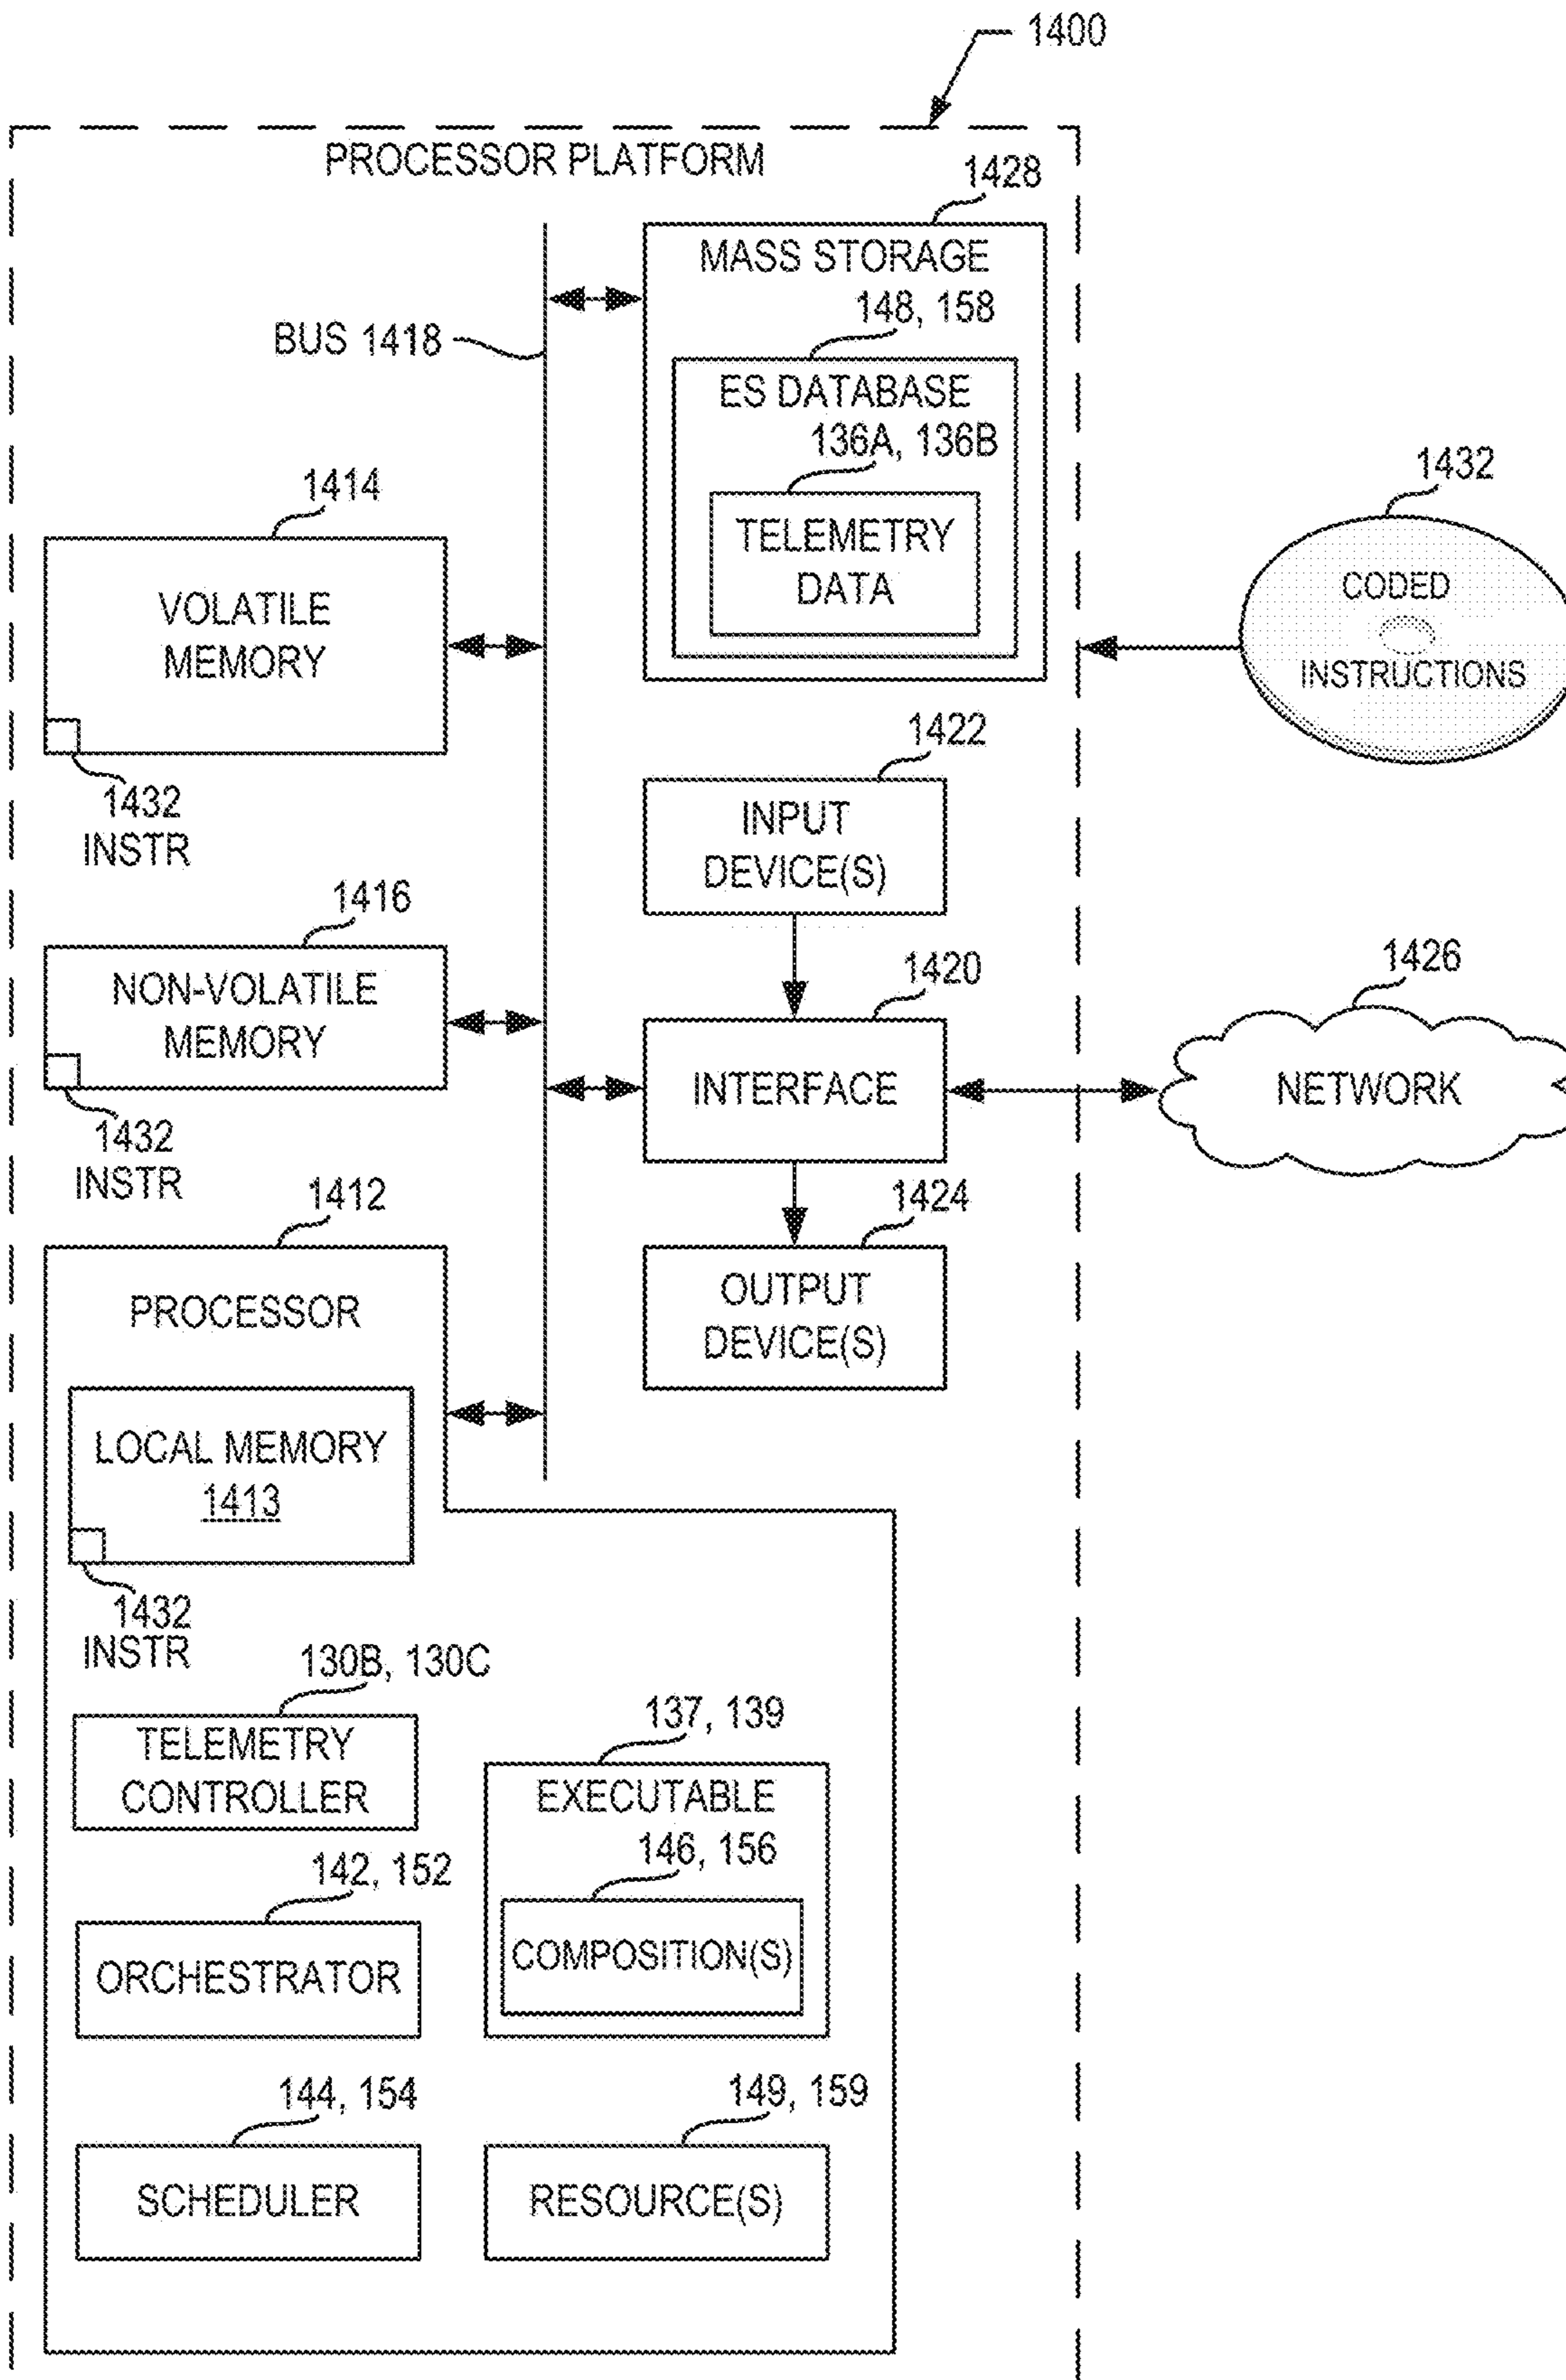 1400
PROCESSOR PLATFORM
1428
MASS STORAGE
148, 158
BUS 1418
ES DATABASE
136A, 136B
TELEMETRY
DATA
1414
VOLATILE
MEMORY
1432
INSTR
1432
CODED
INSTRUCTIONS
1422
INPUT
DEVICE(S)
1416
NON-VOLATILE
MEMORY
1432
INSTR
1420
INTERFACE
1426
NETWORK
1424
OUTPUT
DEVICE(S)
1412
PROCESSOR
LOCAL MEMORY
1413
1432
INSTR
130B, 130C
TELEMETRY
CONTROLLER
137, 139
EXECUTABLE
146, 156
COMPOSITION(S)
142, 152
ORCHESTRATOR
144, 154
SCHEDULER
149, 159
RESOURCE(S)